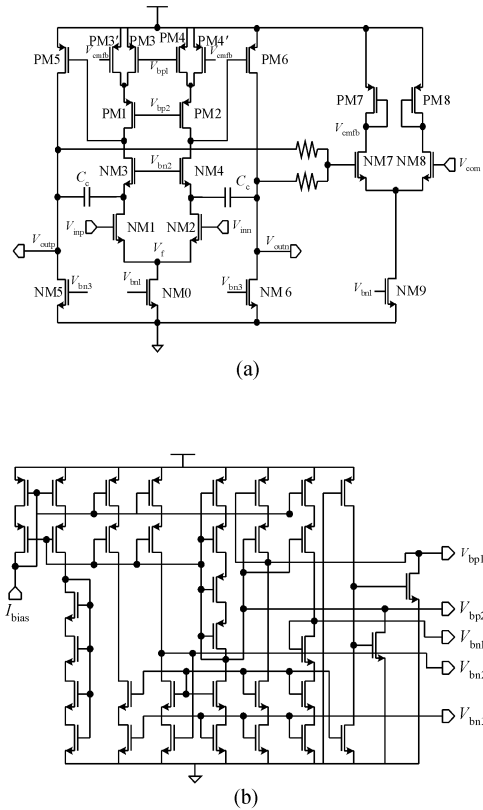 PM3′ PM3 PM4 PM4′
PM5 Vcmfb Vbp1 Vcmfb PM6
PM1 Vbp2 PM2 PM7 PM8
Vcmfb
NM3 Vbn2 NM4 NM7 NM8 Vcom
Cc Cc
Vinp NM1 NM2 Vinn
Voutp Vf Voutn
NM5 Vbn3 Vbn1 NM0 Vbn3 NM6 Vbn1 NM9
(a)
Vbp1
Ibias Vbp2
Vbn1
Vbn2
Vbn3
(b)